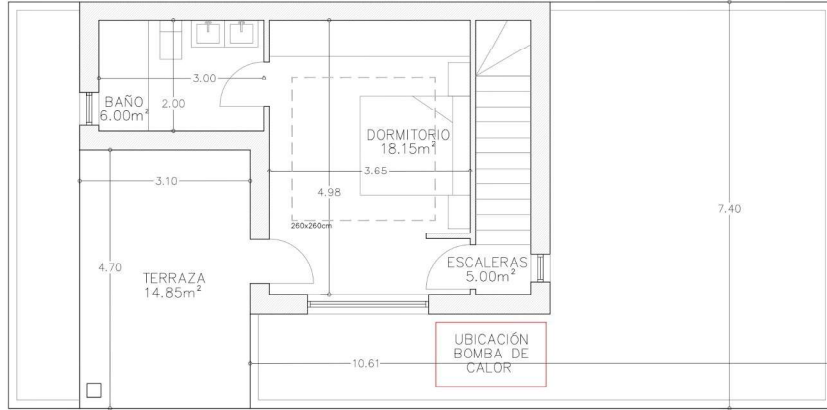 3.00
BAÑO
6.00m²
2.00
DORMITORIO
18.15m²
3.65
4.98
260x260cm
3.10
4.70
TERRAZA
14.85m²
ESCALERAS
5.00m²
7.40
UBICACIÓN
BOMBA DE
CALOR
10.61